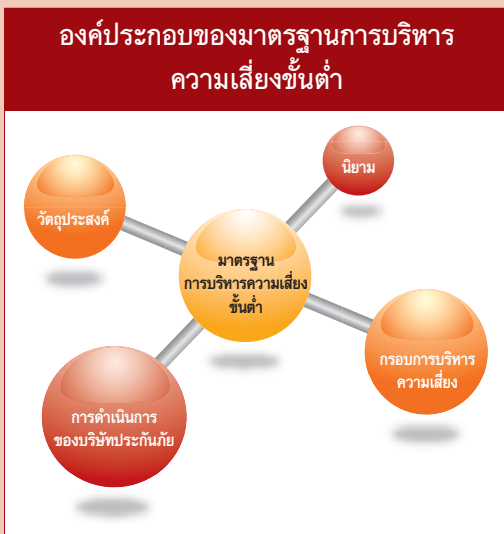 องค์ประกอบของมาตรฐานการบริหาร
ความเสี่ยงขั้นต่ำ
นิยาม
วัตถุประสงค์
มาตรฐาน
การบริหารความเสี่ยง
ขั้นต่ำ
กรอบการบริหาร
ความเสี่ยง
การดำเนินการ
ของบริษัทประกันภัย